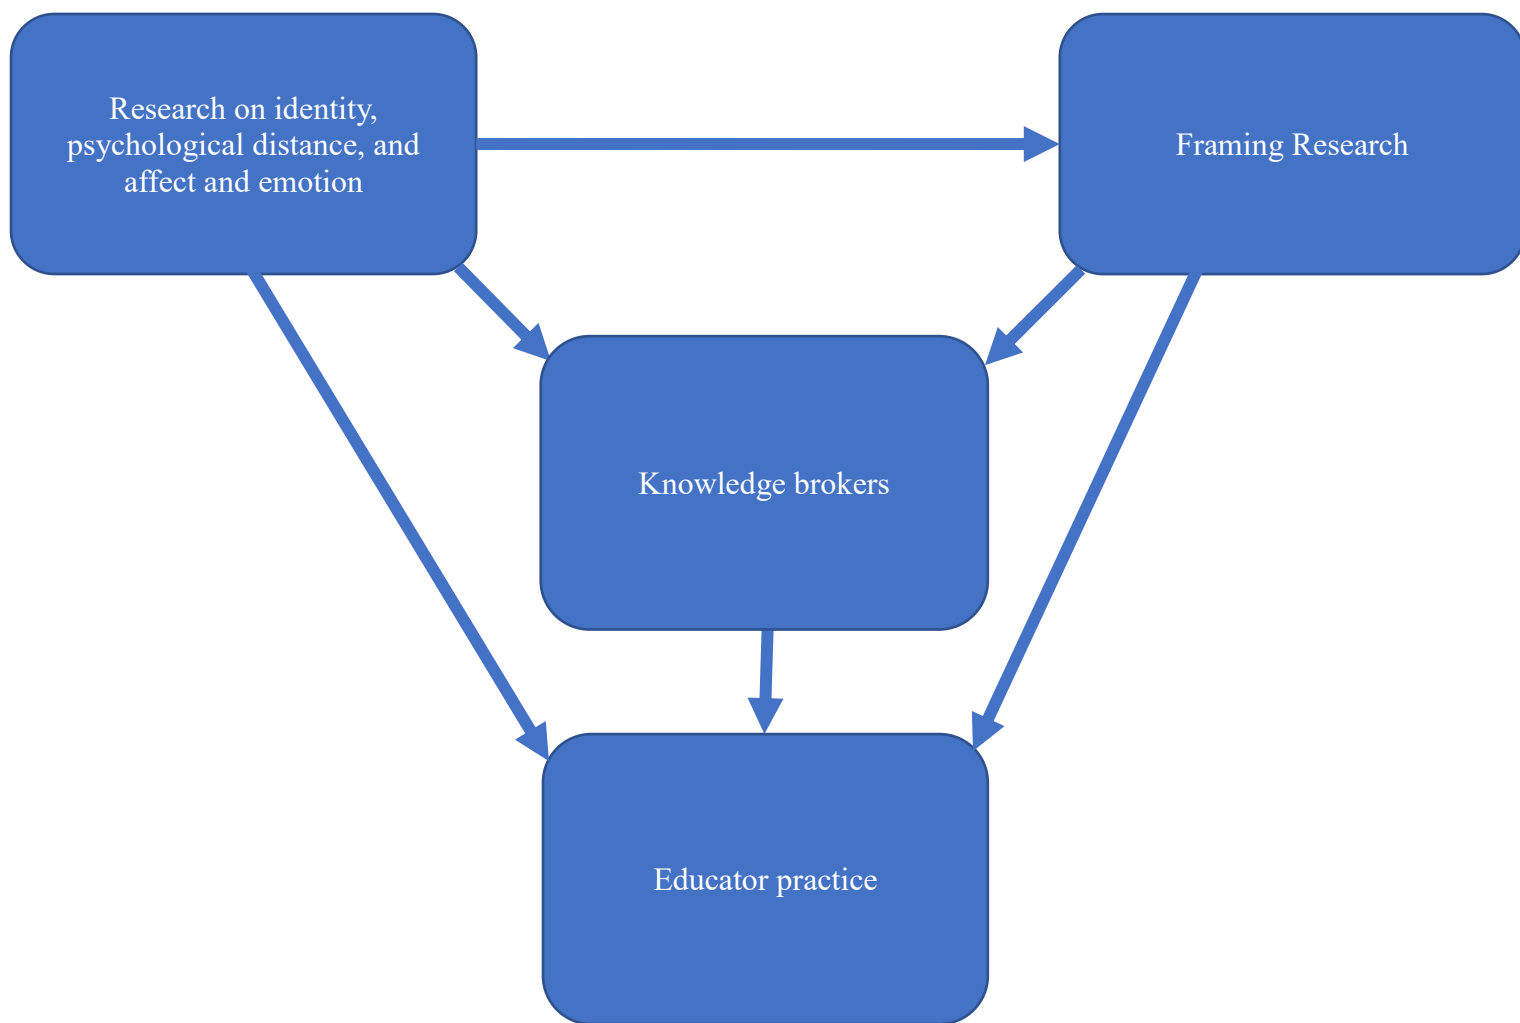 Research on identity,
psychological distance, and
affect and emotion
Framing Research
Knowledge brokers
Educator practice